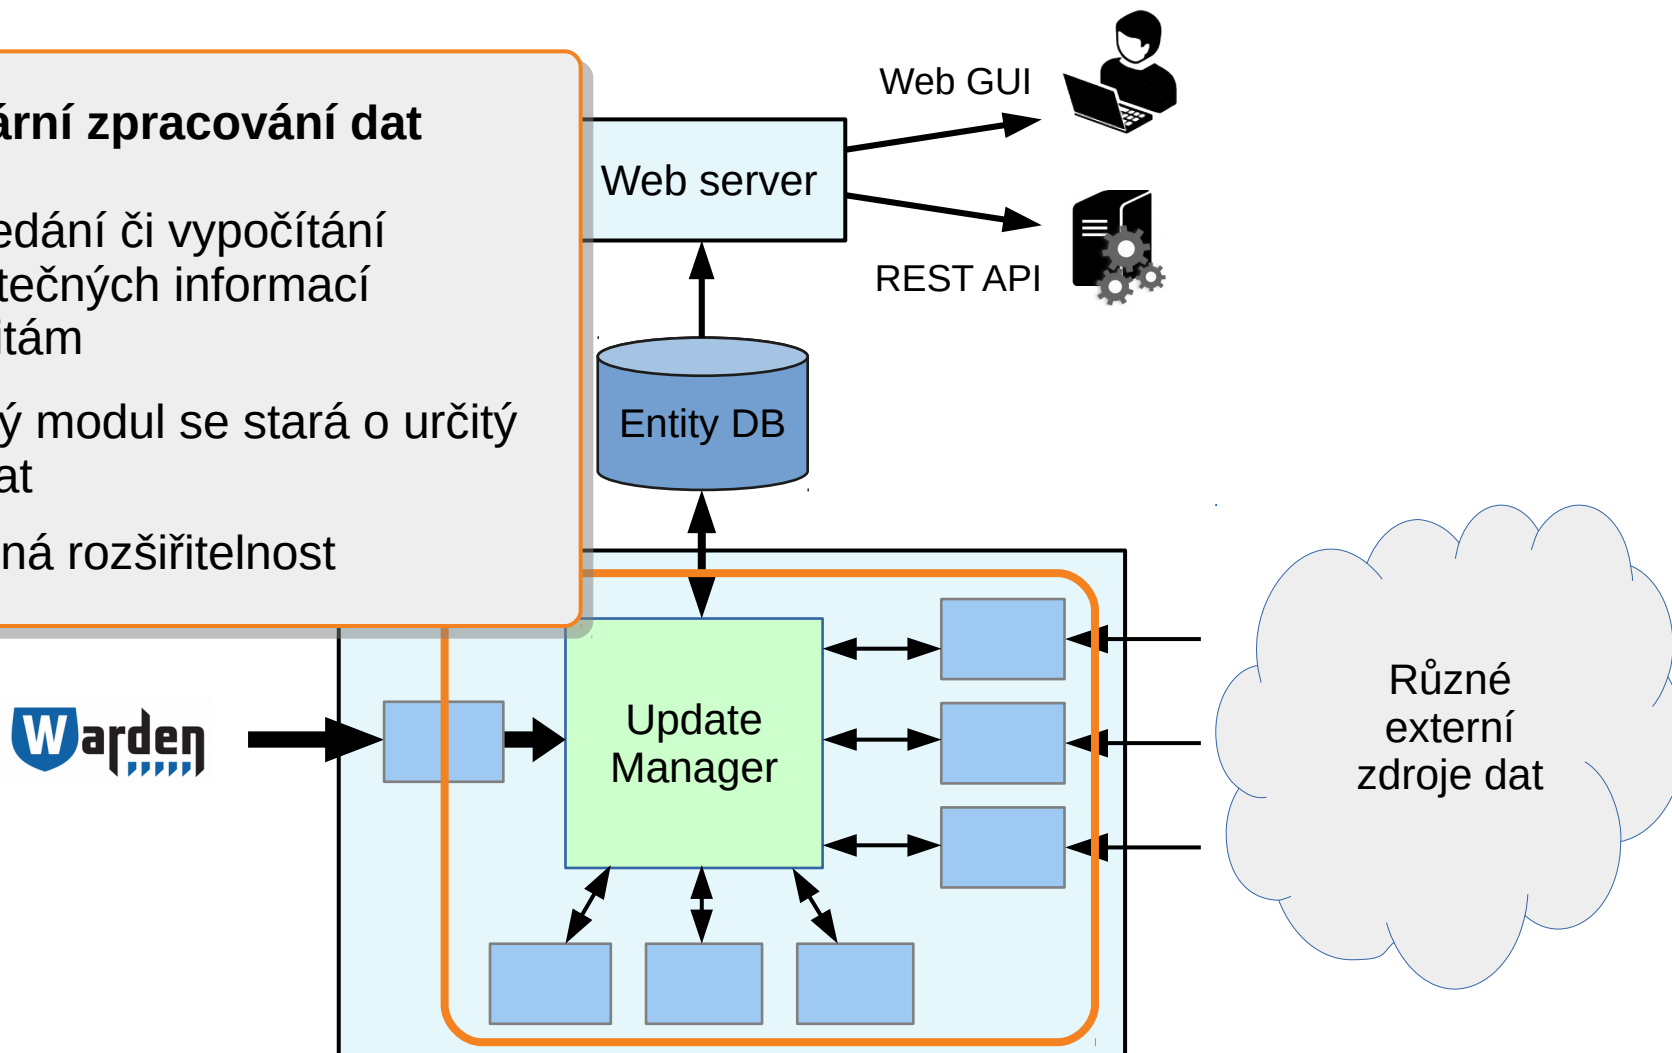 ární zpracování dat
edání či vypočítání
tečných informací
itám
ý modul se stará o určitý
at
ná rozšiřitelnost
Web GUI
Web server
REST API
Entity DB
Update
Manager
Warden
Různé
externí
zdroje dat